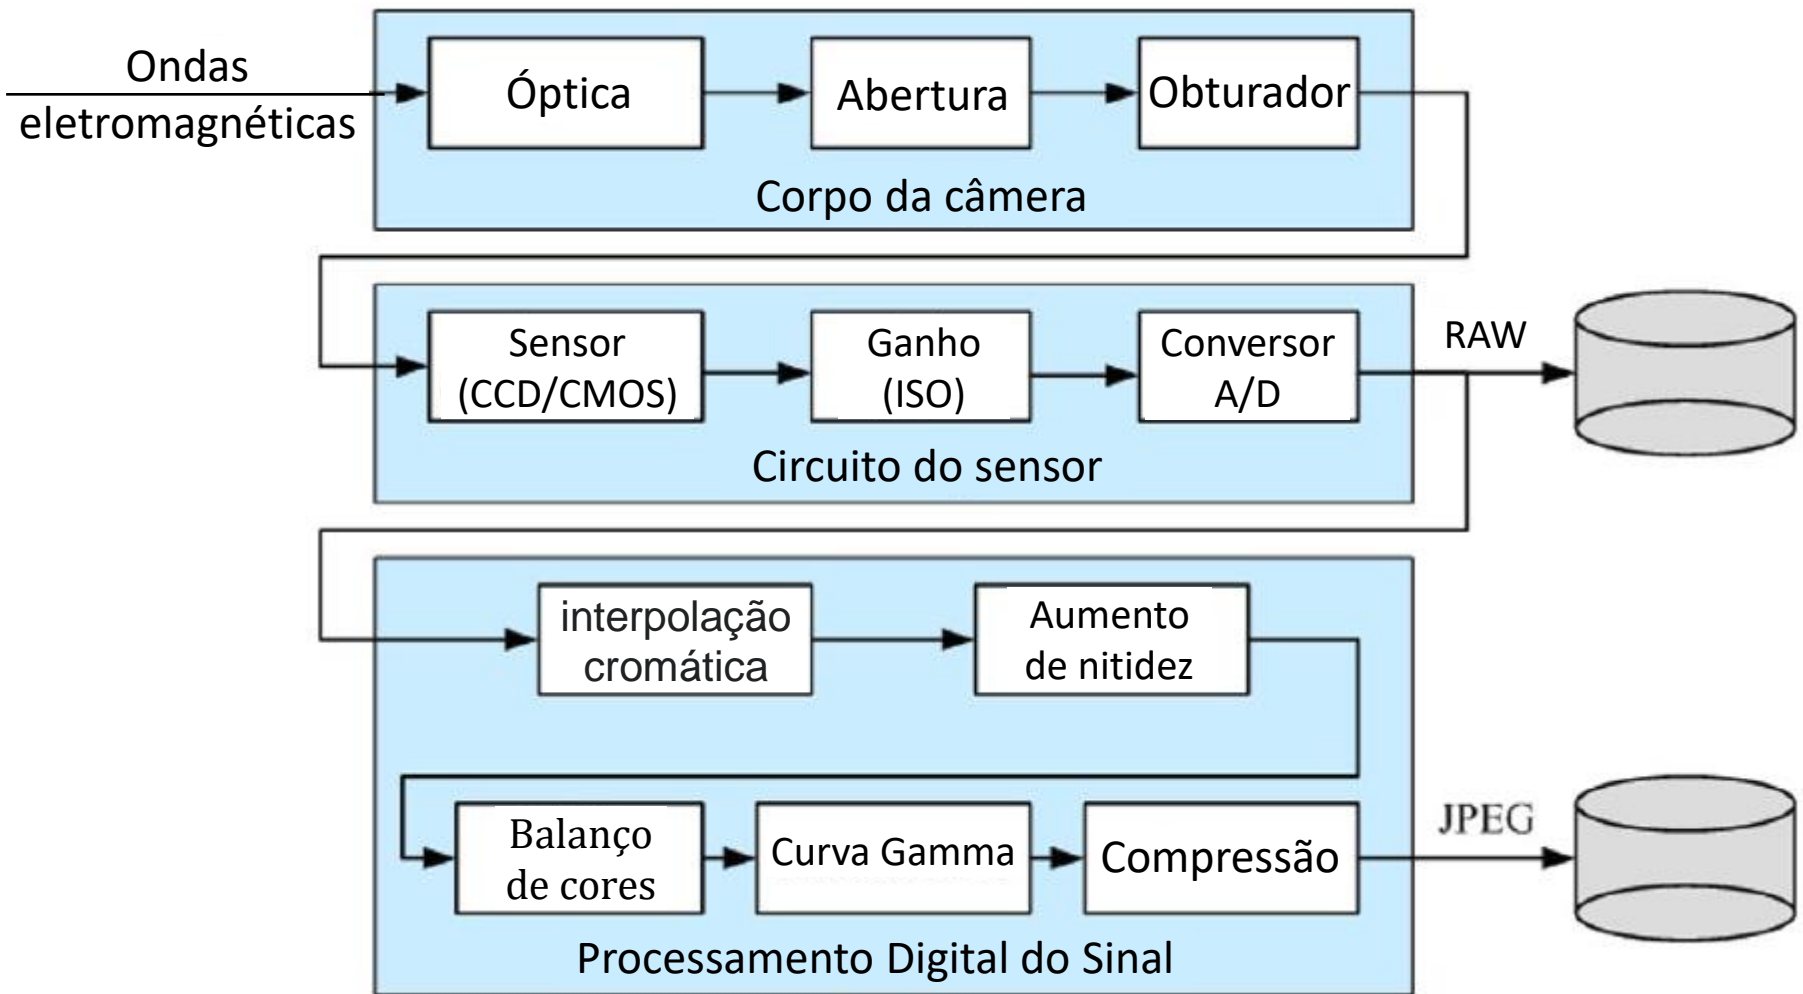 Ondas
eletromagnéticas
Óptica
Abertura
Obturador
Corpo da câmera
Sensor
(CCD/CMOS)
Ganho
(ISO)
Conversor
A/D
RAW
Circuito do sensor
interpolação
cromática
Aumento
de nitidez
Balanço
de cores
Curva Gamma
Compressão
JPEG
Processamento Digital do Sinal